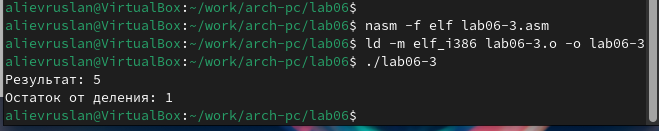 alievruslan@VirtualBox:~/work/arch-pc/lab06$
alievruslan@VirtualBox:~/work/arch-pc/lab06$ nasm -f elf lab06-3.asm
alievruslan@VirtualBox:~/work/arch-pc/lab06$ ld -m elf_i386 lab06-3.o -o lab06-3
alievruslan@VirtualBox:~/work/arch-pc/lab06$ ./lab06-3
Результат: 5
Остаток от деления: 1
alievruslan@VirtualBox:~/work/arch-pc/lab06$